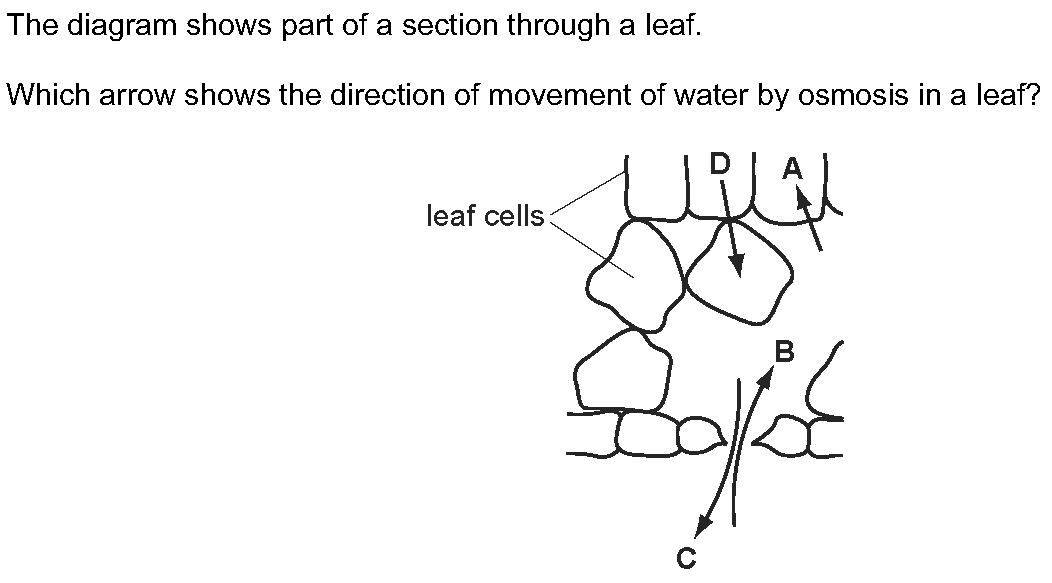 The diagram shows part of a section through a leaf.
Which arrow shows the direction of movement of water by osmosis in a leaf?
D A
leaf cells
B
C